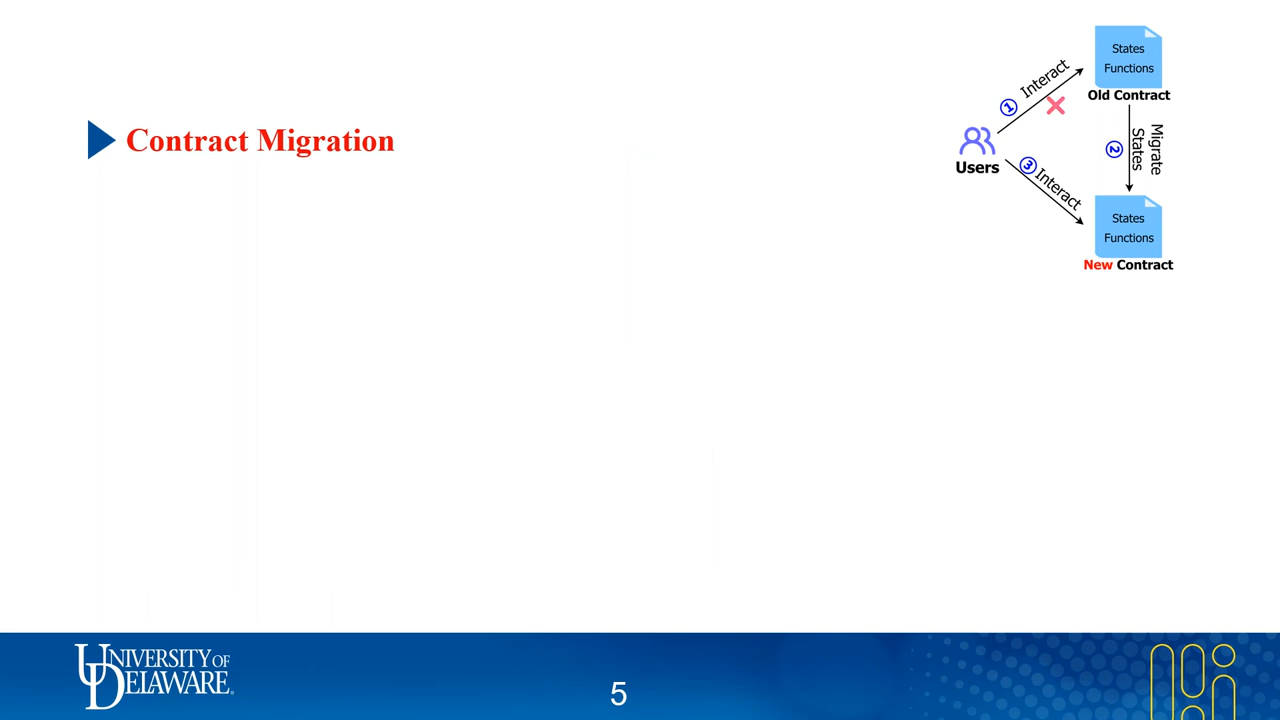 Contract Migration
States
Functions
Old Contract
① Interact
Users
② Migrate
States
③ Interact
States
Functions
New Contract
UNIVERSITY OF
DELAWARE
5